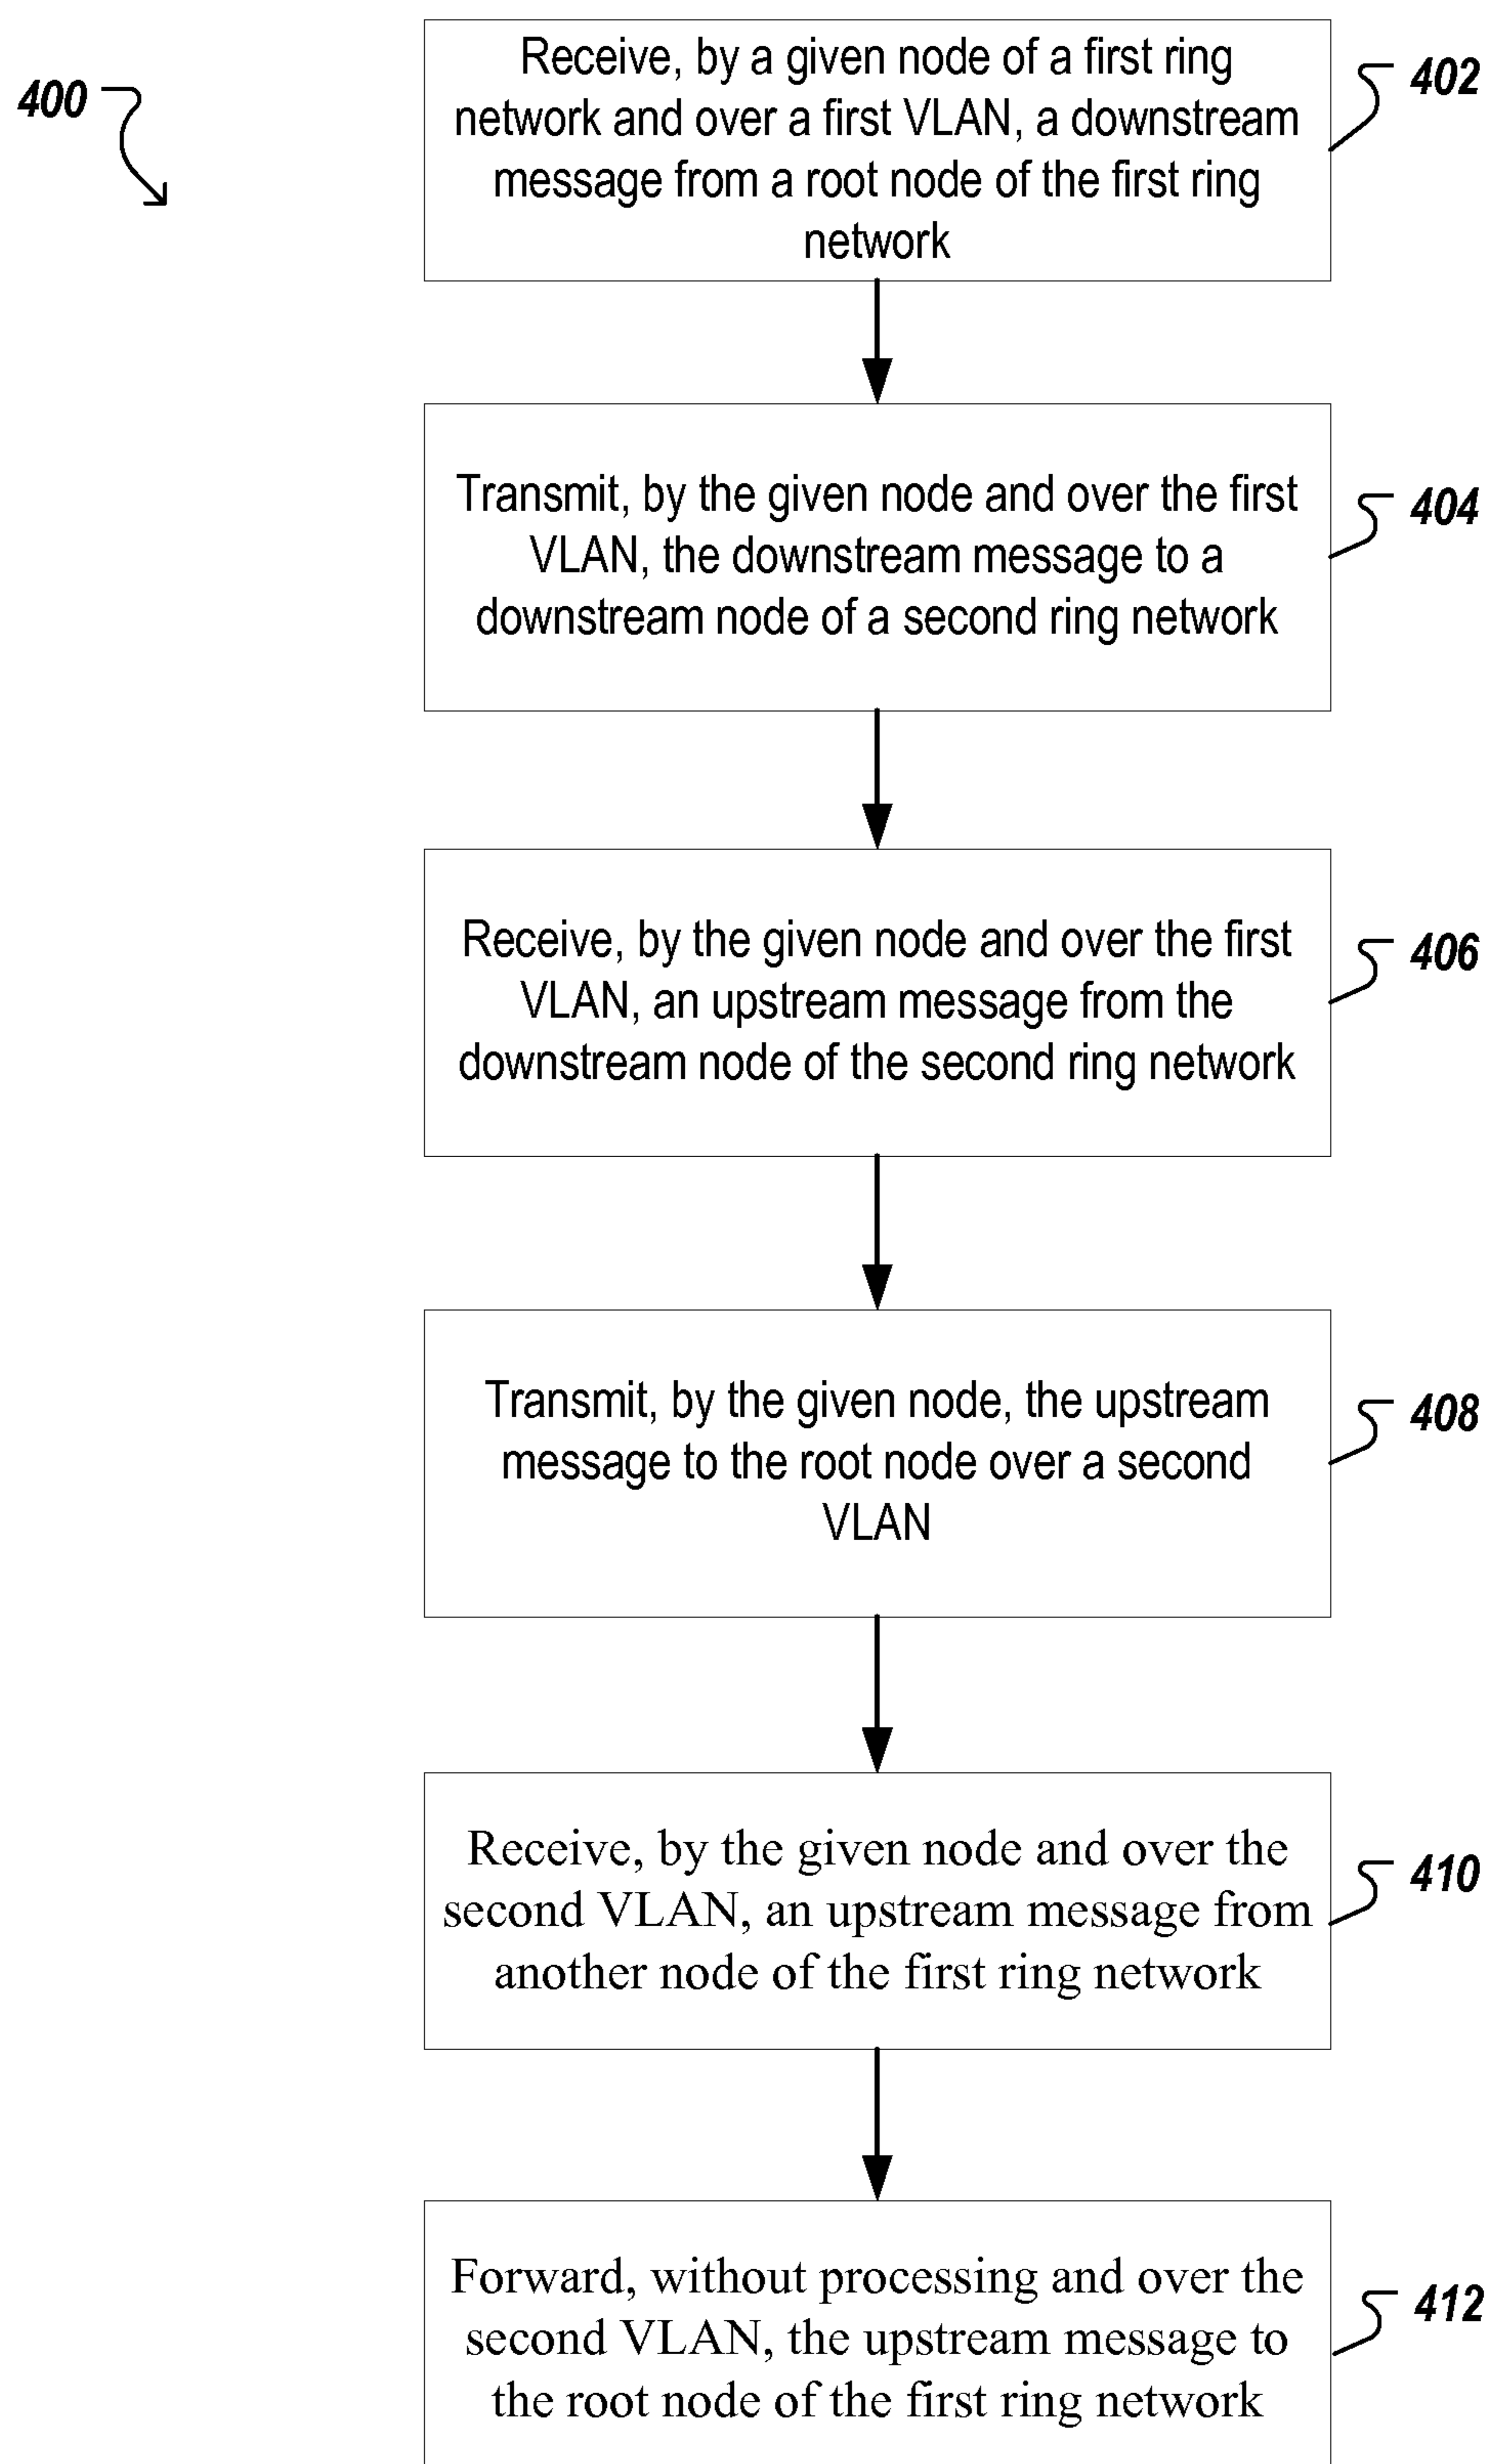 400
Receive, by a given node of a first ring
network and over a first VLAN, a downstream
message from a root node of the first ring
network
402
Transmit, by the given node and over the first
VLAN, the downstream message to a
downstream node of a second ring network
404
Receive, by the given node and over the first
VLAN, an upstream message from the
downstream node of the second ring network
406
Transmit, by the given node, the upstream
message to the root node over a second
VLAN
408
Receive, by the given node and over the
second VLAN, an upstream message from
another node of the first ring network
410
Forward, without processing and over the
second VLAN, the upstream message to
the root node of the first ring network
412